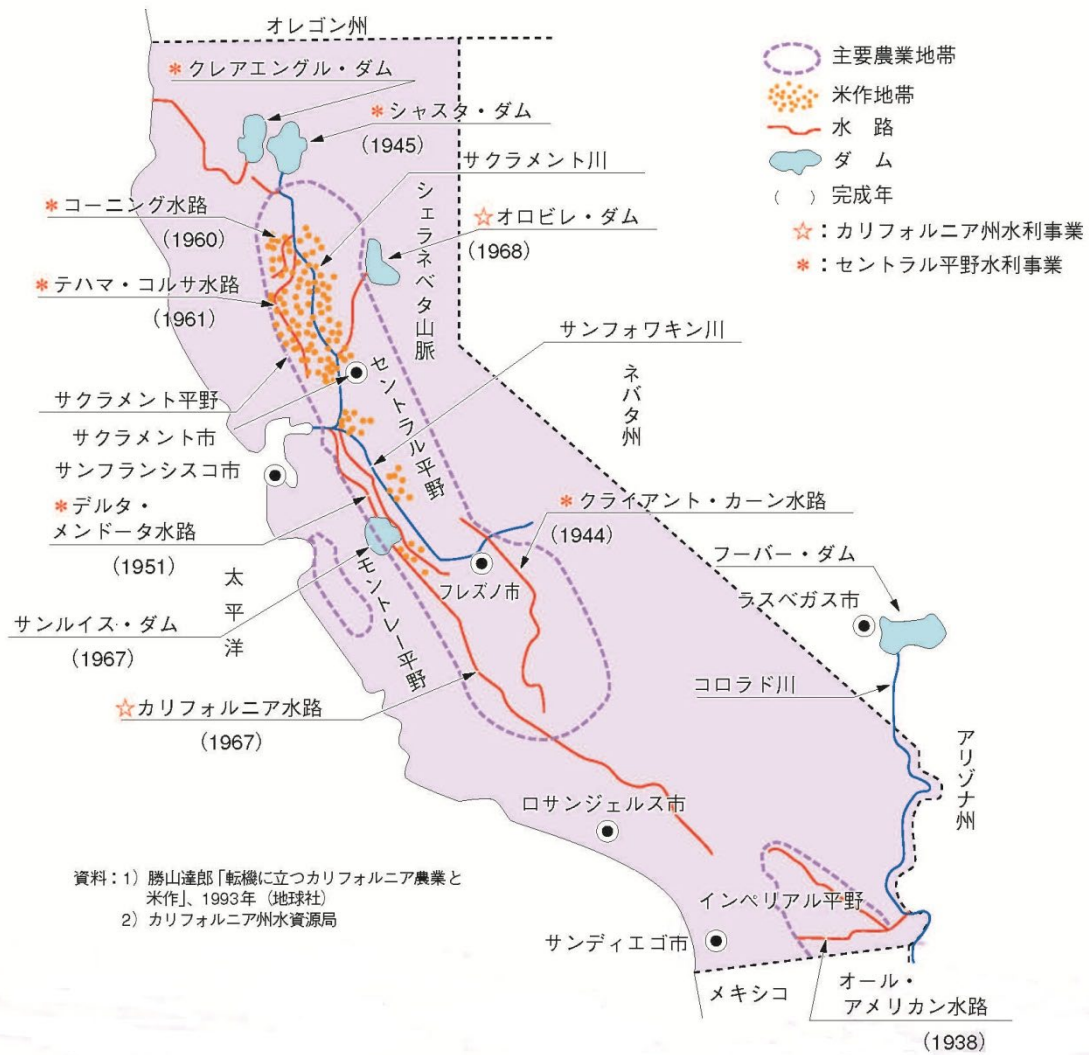 オレゴン州
＊クレアエングル・ダム
＊シャスタ・ダム
(1945)
サクラメント川
＊コーニング水路
(1960)
シェラネベタ山脈
☆オロビレ・ダム
(1968)
＊テハマ・コルサ水路
(1961)
サンフォワキン川
サクラメント平野
サクラメント市
セントラル平野
ネバタ州
サンフランシスコ市
＊デルタ・
メンドータ水路
(1951)
＊クライアント・カーン水路
(1944)
フーバー・ダム
ラスベガス市
フレズノ市
太平洋
サンルイス・ダム
(1967)
モントレー平野
コロラド川
☆カリフォルニア水路
(1967)
アリゾナ州
ロサンジェルス市
インペリアル平野
サンディエゴ市
メキシコ
オール・
アメリカン水路
(1938)
主要農業地帯
米作地帯
水　路
ダ　ム
（　）完成年
☆：カリフォルニア州水利事業
＊：セントラル平野水利事業
資料：1）勝山達郎「転機に立つカリフォルニア農業と
米作」、1993年（地球社）
2）カリフォルニア州水資源局